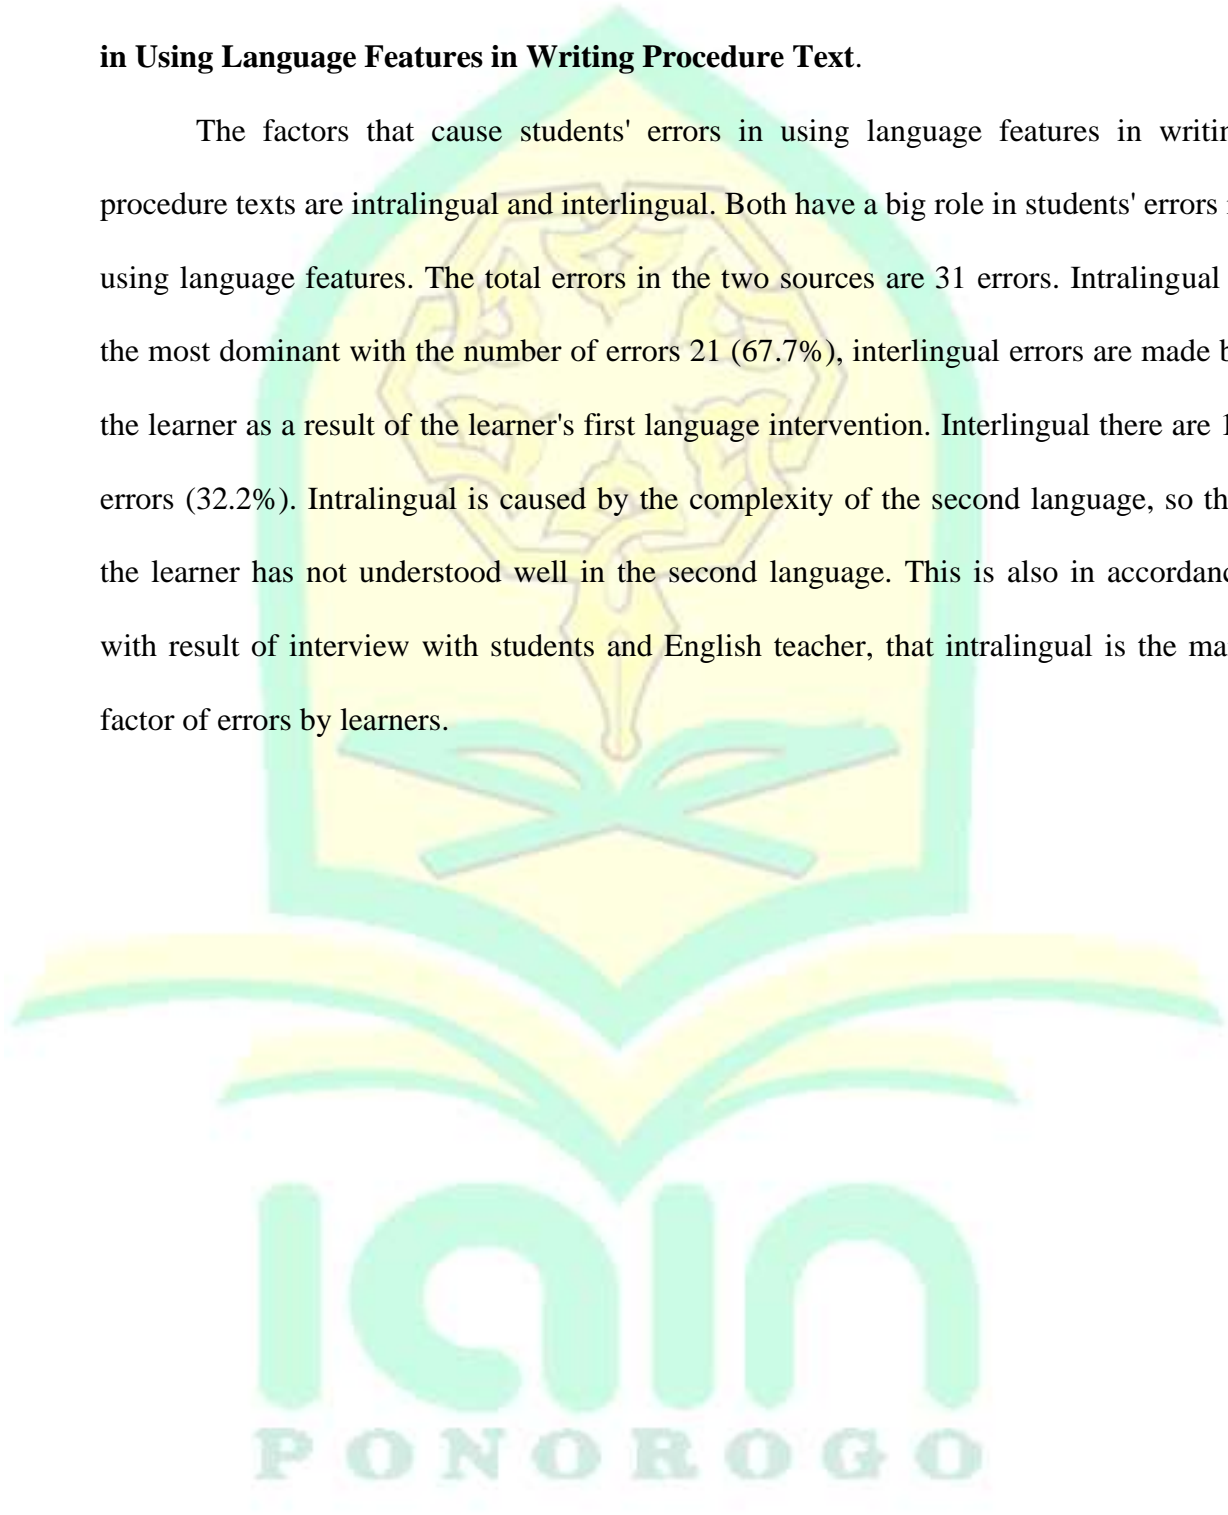 in Using Language Features in Writing Procedure Text.
The factors that cause students' errors in using language features in writin
procedure texts are intralingual and interlingual. Both have a big role in students' errors
using language features. The total errors in the two sources are 31 errors. Intralingual
the most dominant with the number of errors 21 (67.7%), interlingual errors are made b
the learner as a result of the learner's first language intervention. Interlingual there are 1
errors (32.2%). Intralingual is caused by the complexity of the second language, so th
the learner has not understood well in the second language. This is also in accordanc
with result of interview with students and English teacher, that intralingual is the ma
factor of errors by learners.
iain
PONOROGO